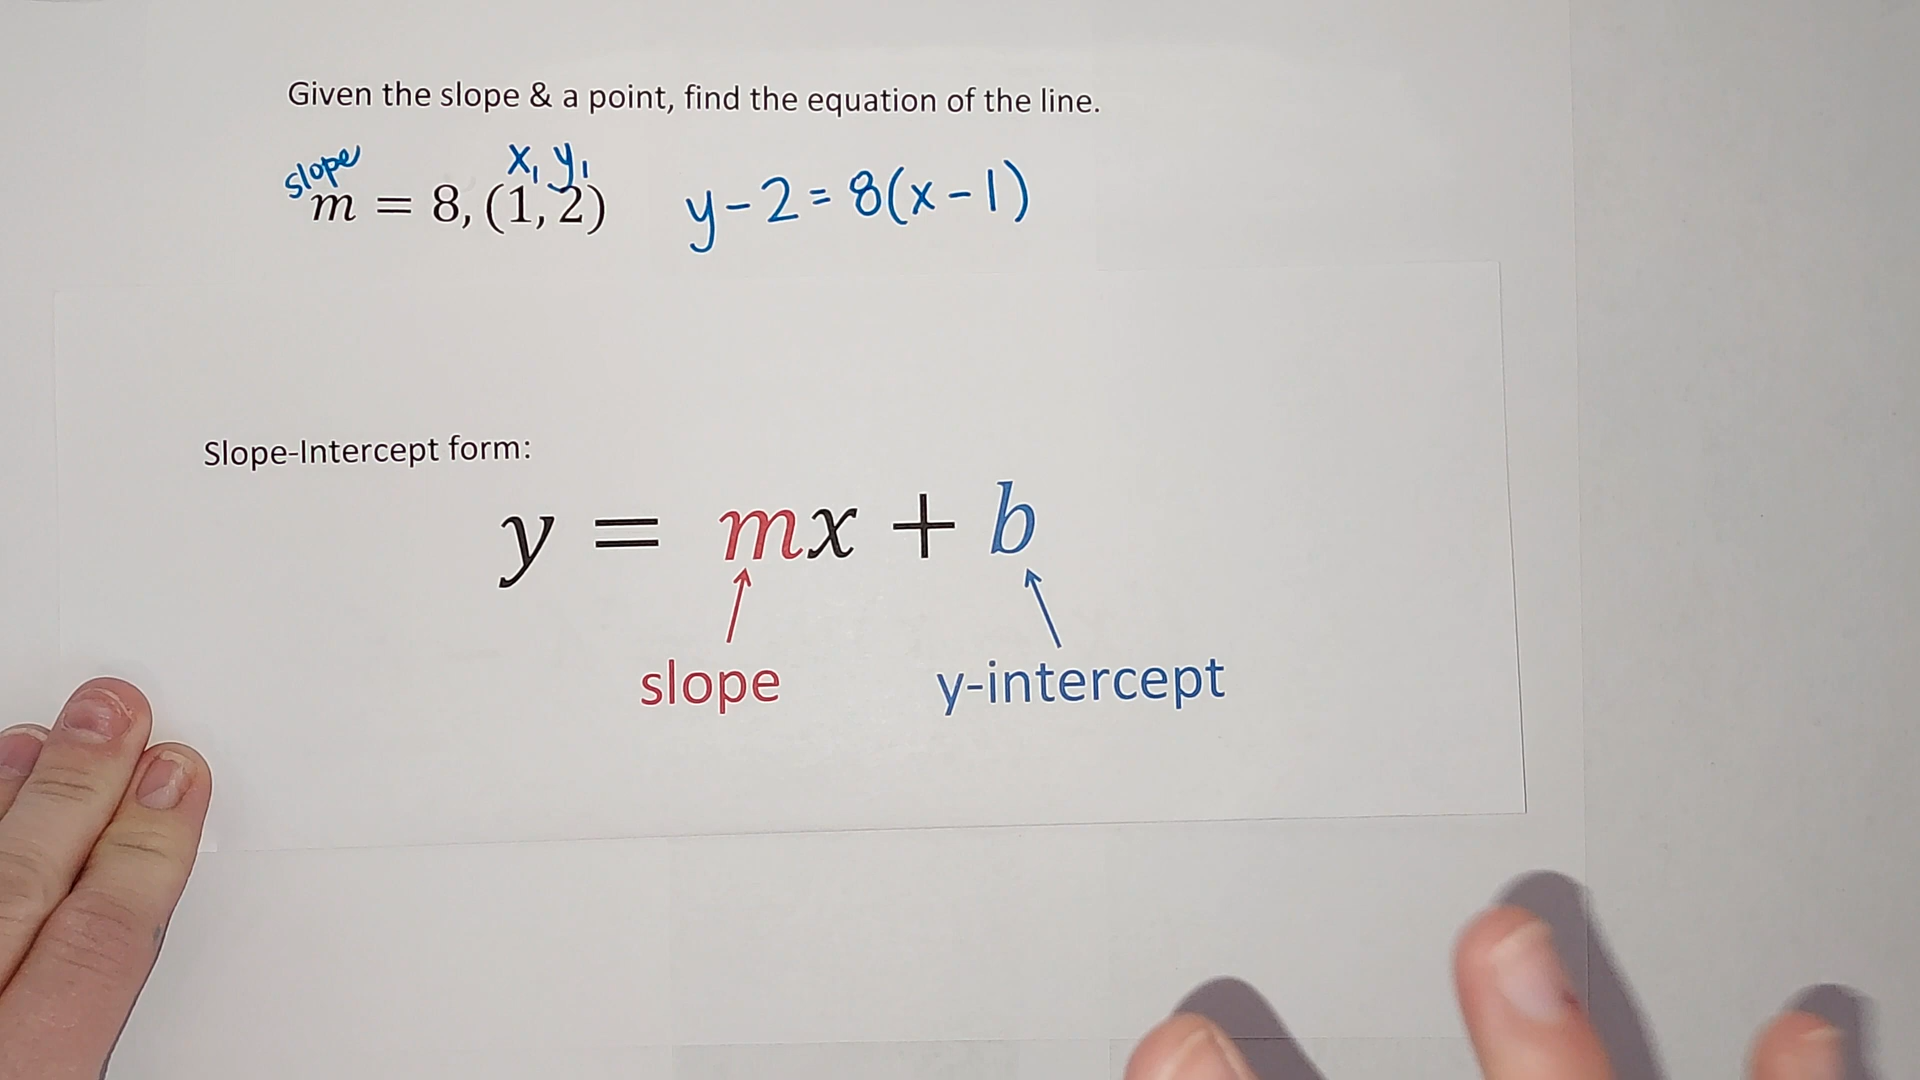 Given the slope & a point, find the equation of the line.
slope x₁ y₁
m = 8, (1, 2) y - 2 = 8(x - 1)
Slope-Intercept form:
y = mx + b
slope y-intercept